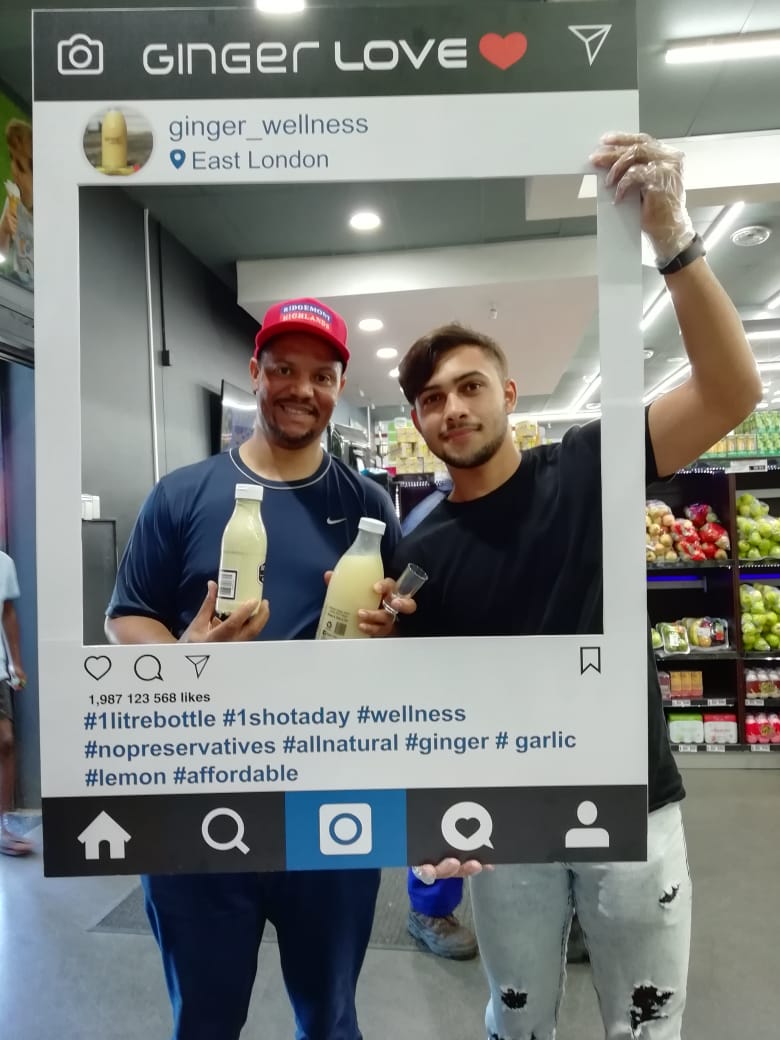 GINGER LOVE
ginger_wellness
East London
RIDGEMONT
HIGHLANDS
1,987 123 568 likes
#1litrebottle #1shotaday #wellness
#nopreservatives #allnatural #ginger # garlic
#lemon #affordable